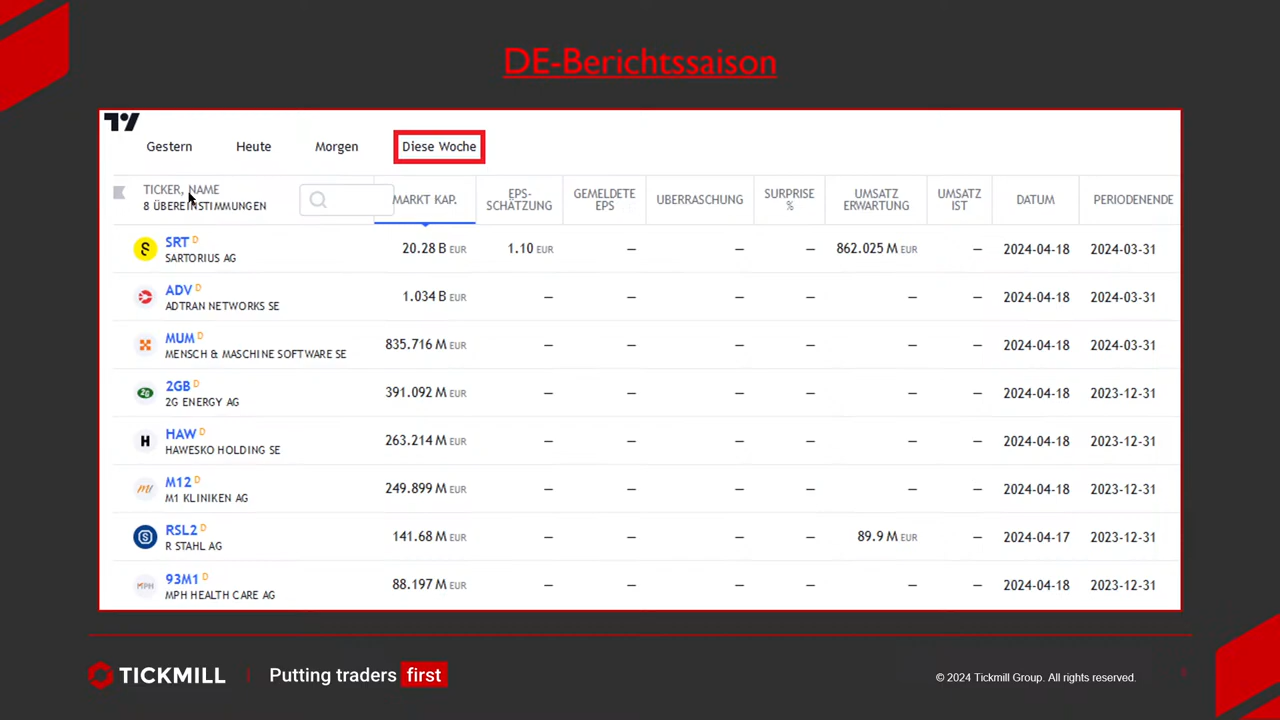 DE-Berichtssaison
Gestern Heute Morgen Diese Woche
TICKER, NAME
8 ÜBEREINSTIMMUNGEN
MARKT KAP. EPS-SCHÄTZUNG GEMELDETE EPS ÜBERRASCHUNG SURPRISE % UMSATZ ERWARTUNG UMSATZ IST DATUM PERIODENENDE
SRT D 20.28 B EUR 1.10 EUR — — — 862.025 M EUR — 2024-04-18 2024-03-31
SARTORIUS AG
ADV D 1.034 B EUR — — — — — — 2024-04-18 2024-03-31
ADTRAN NETWORKS SE
MUM D 835.716 M EUR — — — — — — 2024-04-18 2024-03-31
MENSCH & MASCHINE SOFTWARE SE
2GB D 391.092 M EUR — — — — — — 2024-04-18 2023-12-31
2G ENERGY AG
HAW D 263.214 M EUR — — — — — — 2024-04-18 2023-12-31
HAWESKO HOLDING SE
M12 D 249.899 M EUR — — — — — — 2024-04-18 2023-12-31
M1 KLINIKEN AG
RSL2 D 141.68 M EUR — — — — 89.9 M EUR — 2024-04-17 2023-12-31
R STAHL AG
93M1 D 88.197 M EUR — — — — — — 2024-04-18 2023-12-31
MPH HEALTH CARE AG
TICKMILL | Putting traders first
© 2024 Tickmill Group. All rights reserved.